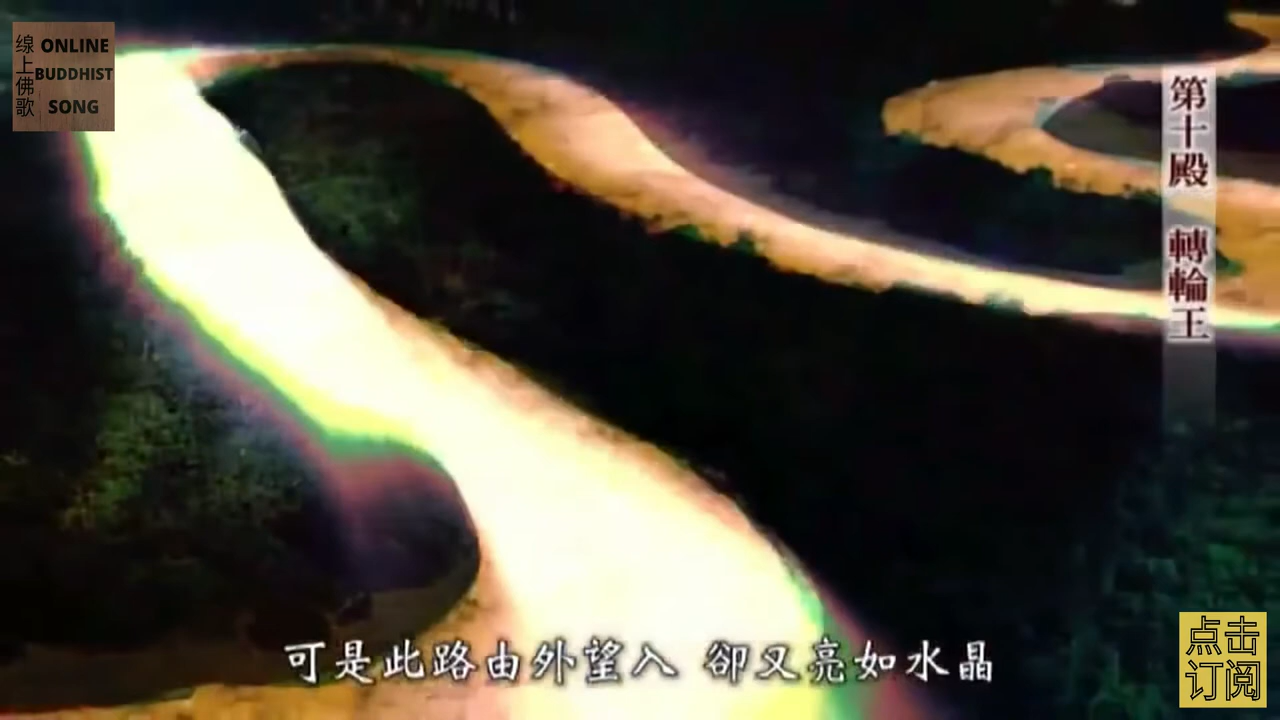 线上佛歌
ONLINE
BUDDHIST
SONG
第十殿 轉輪王
可是此路由外望入 卻又亮如水晶
点击
订阅